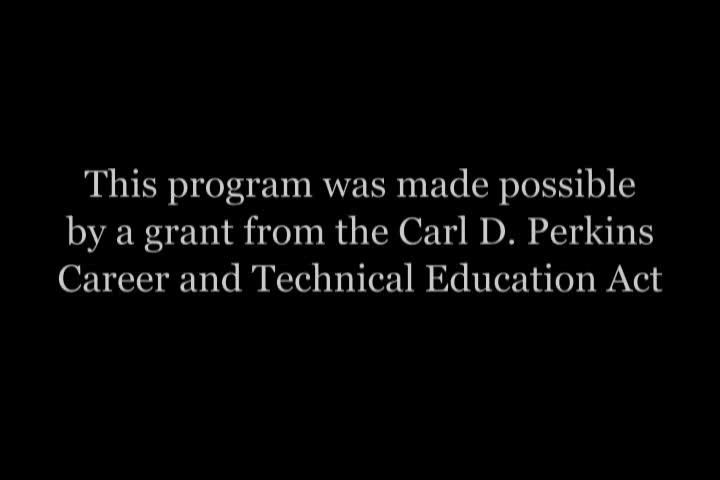 This program was made possible
by a grant from the Carl D. Perkins
Career and Technical Education Act